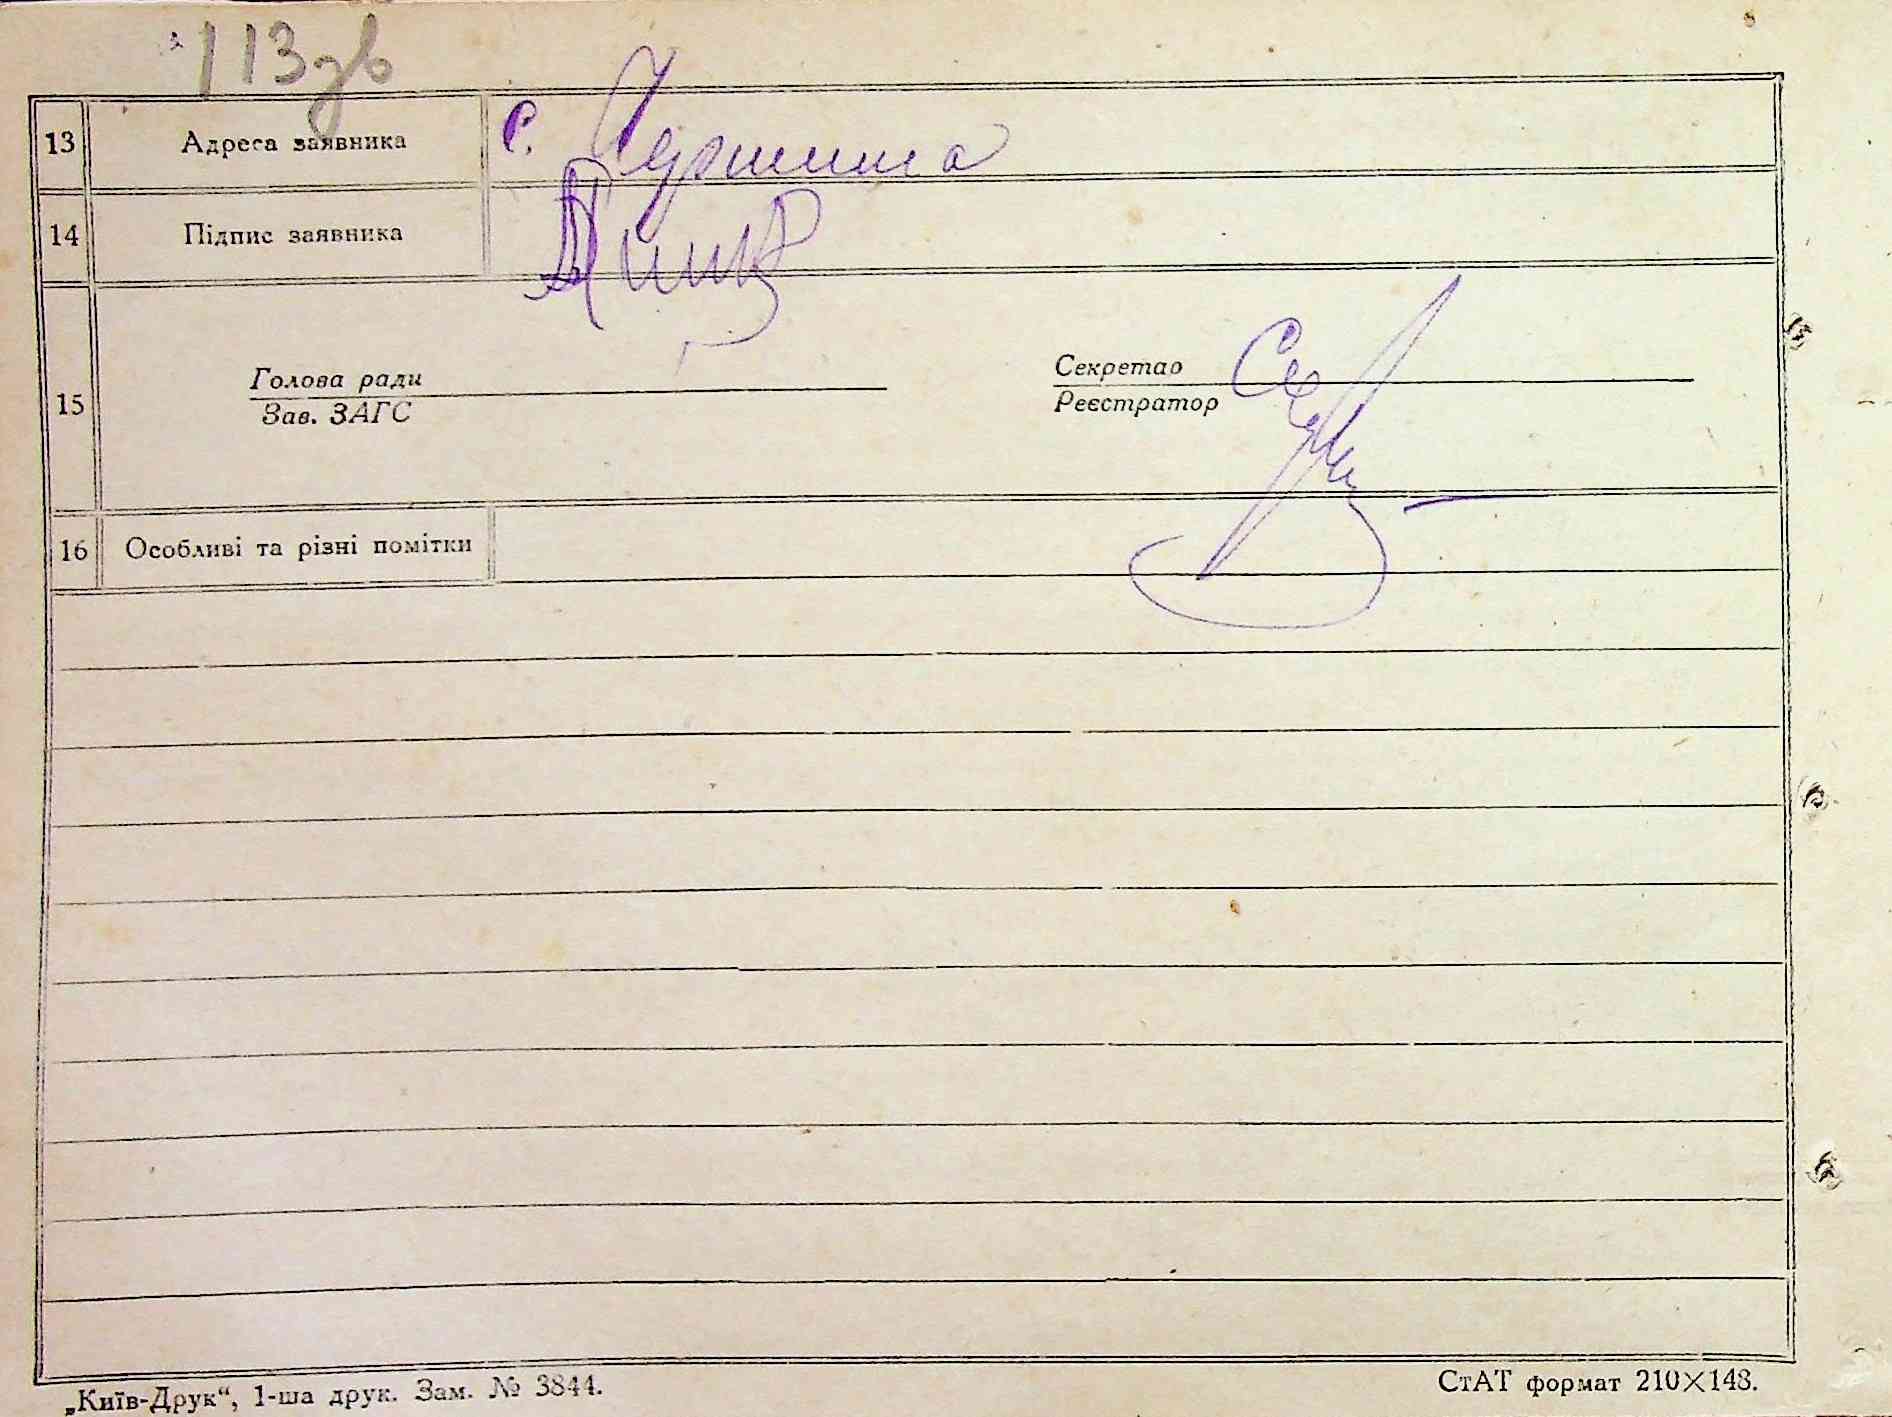 113зв
13 Адреса заявника с.
14 Підпис заявника
15 Голова ради Секретар
Зав. ЗАГС Реєстратор
16 Особливі та різні помітки
„Київ-Друк“, 1-ша друк. Зам. № 3844. СтАТ формат 210×148.